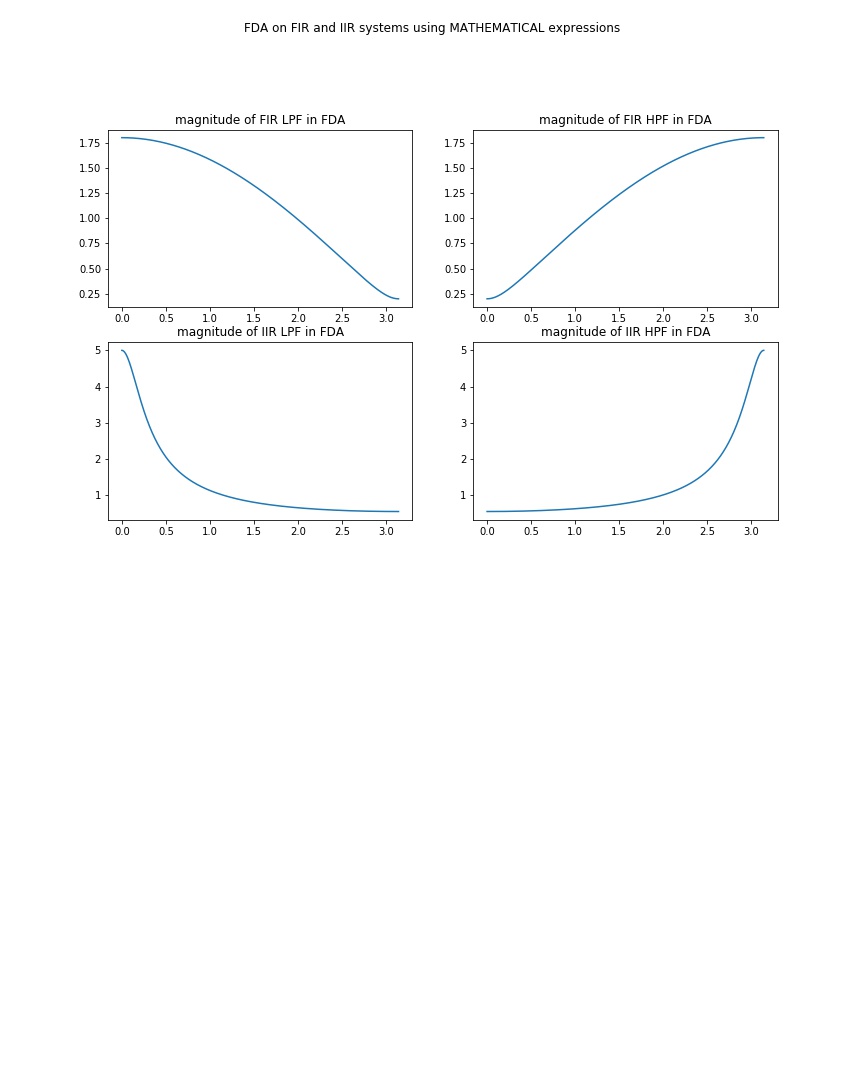 FDA on FIR and IIR systems using MATHEMATICAL expressions
magnitude of FIR LPF in FDA
1.75
1.50
1.25
1.00
0.75
0.50
0.25
0.0 0.5 1.0 1.5 2.0 2.5 3.0
magnitude of FIR HPF in FDA
1.75
1.50
1.25
1.00
0.75
0.50
0.25
0.0 0.5 1.0 1.5 2.0 2.5 3.0
magnitude of IIR LPF in FDA
5
4
3
2
1
0.0 0.5 1.0 1.5 2.0 2.5 3.0
magnitude of IIR HPF in FDA
5
4
3
2
1
0.0 0.5 1.0 1.5 2.0 2.5 3.0